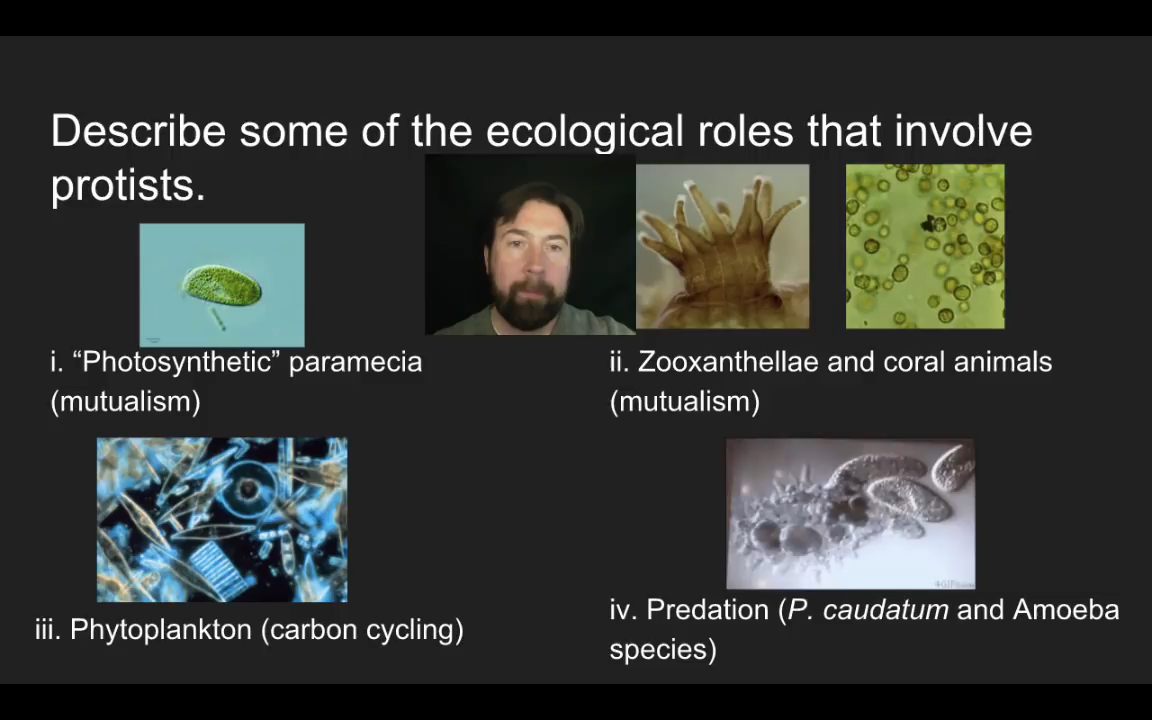 Describe some of the ecological roles that involve
protists.
i. “Photosynthetic” paramecia
(mutualism)
ii. Zooxanthellae and coral animals
(mutualism)
iii. Phytoplankton (carbon cycling)
iv. Predation (P. caudatum and Amoeba
species)